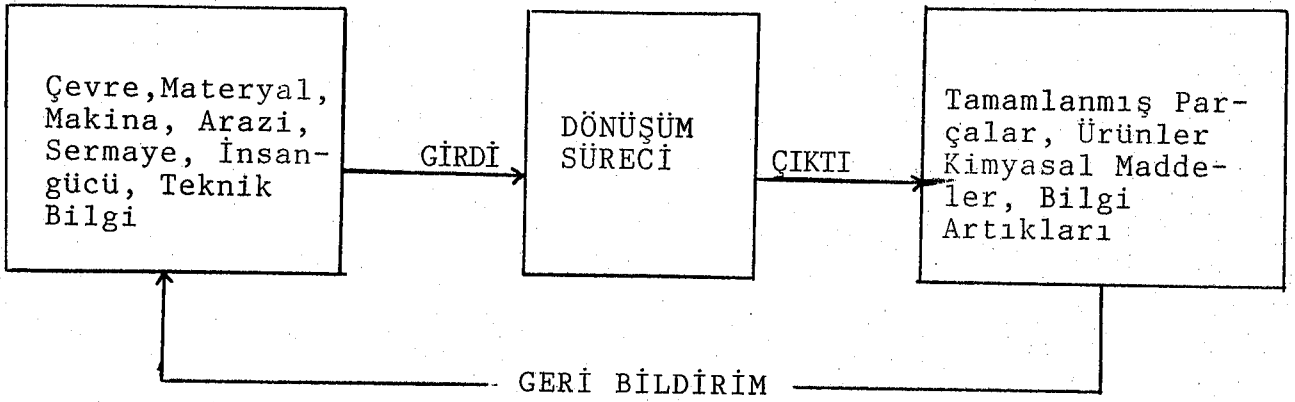 Çevre,Materyal,
Makina, Arazi,
Sermaye, İnsan-
gücü, Teknik
Bilgi
GİRDİ
DÖNÜŞÜM
SÜRECİ
ÇIKTI
Tamamlanmış Par-
çalar, Ürünler
Kimyasal Madde-
ler, Bilgi
Artıkları
GERİ BİLDİRİM